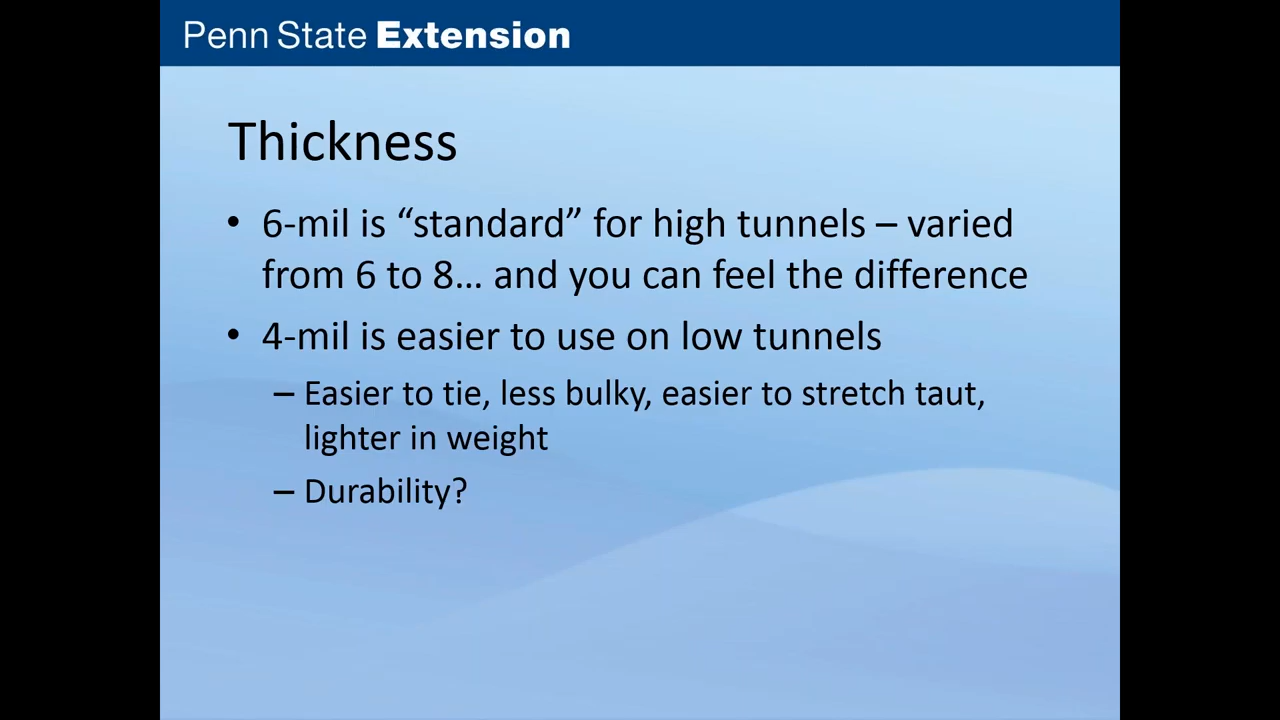 Penn State Extension
Thickness
• 6-mil is “standard” for high tunnels – varied
from 6 to 8… and you can feel the difference
• 4-mil is easier to use on low tunnels
– Easier to tie, less bulky, easier to stretch taut,
lighter in weight
– Durability?